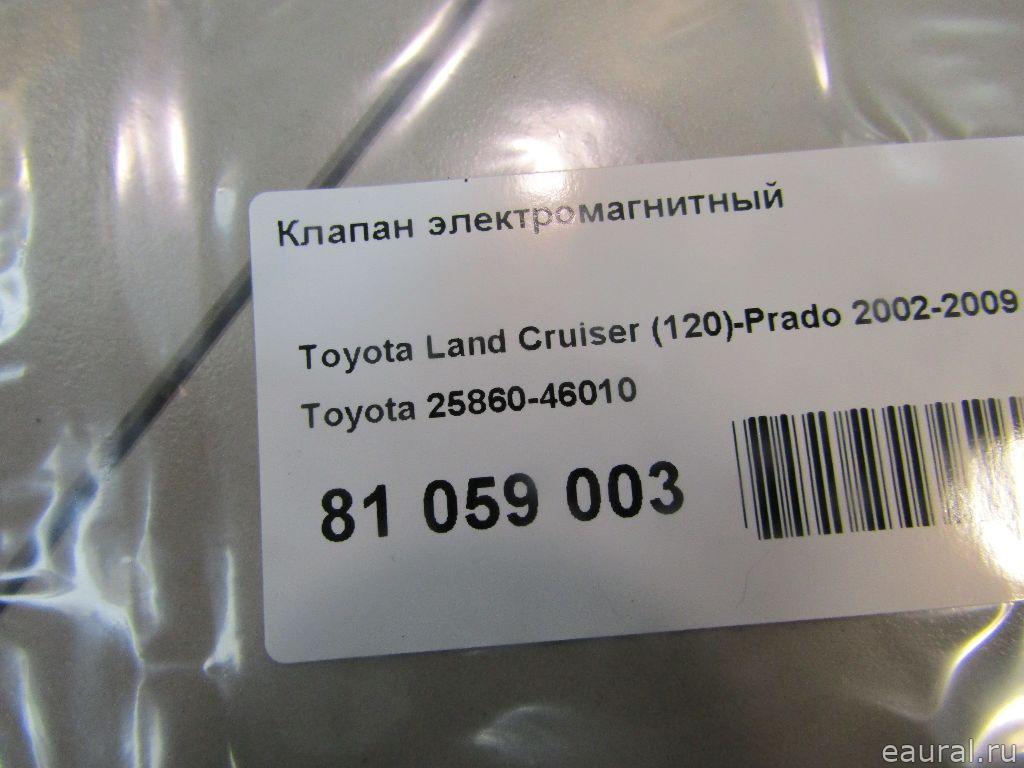 Клапан электромагнитный
Toyota Land Cruiser (120)-Prado 2002-2009
Toyota 25860-46010
81 059 003
eaural.ru